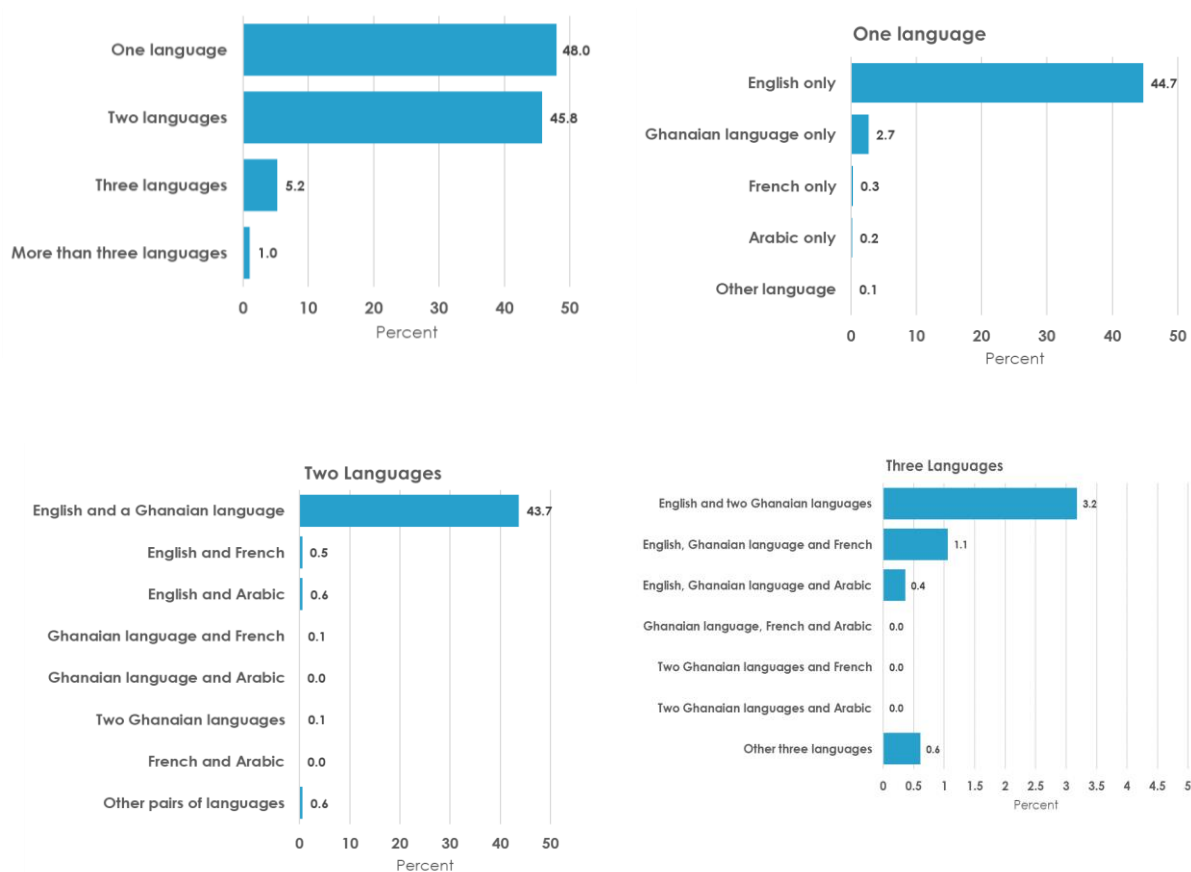 One language 48.0
Two languages 45.8
Three languages 5.2
More than three languages 1.0
0 10 20 30 40 50
Percent
One language
English only 44.7
Ghanaian language only 2.7
French only 0.3
Arabic only 0.2
Other language 0.1
0 10 20 30 40 50
Percent
Two Languages
English and a Ghanaian language 43.7
English and French 0.5
English and Arabic 0.6
Ghanaian language and French 0.1
Ghanaian language and Arabic 0.0
Two Ghanaian languages 0.1
French and Arabic 0.0
Other pairs of languages 0.6
0 10 20 30 40 50
Percent
Three Languages
English and two Ghanaian languages 3.2
English, Ghanaian language and French 1.1
English, Ghanaian language and Arabic 0.4
Ghanaian language, French and Arabic 0.0
Two Ghanaian languages and French 0.0
Two Ghanaian languages and Arabic 0.0
Other three languages 0.6
0 0.5 1 1.5 2 2.5 3 3.5 4 4.5 5
Percent